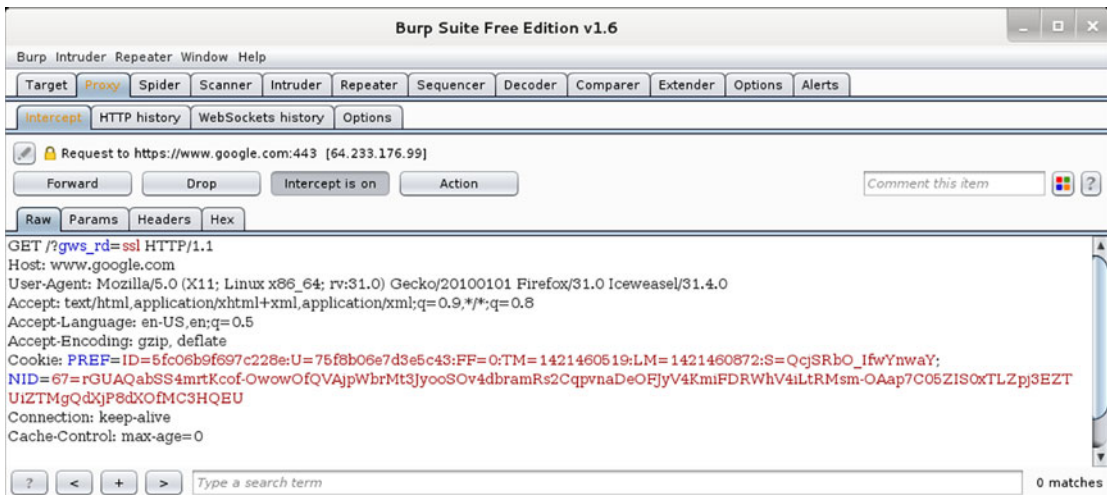 Burp Suite Free Edition v1.6
Burp Intruder Repeater Window Help
Target Proxy Spider Scanner Intruder Repeater Sequencer Decoder Comparer Extender Options Alerts
Intercept HTTP history WebSockets history Options
Request to https://www.google.com:443 [64.233.176.99]
Forward Drop Intercept is on Action Comment this item ?
Raw Params Headers Hex
GET /?gws_rd=ssl HTTP/1.1
Host: www.google.com
User-Agent: Mozilla/5.0 (X11; Linux x86_64; rv:31.0) Gecko/20100101 Firefox/31.0 Iceweasel/31.4.0
Accept: text/html,application/xhtml+xml,application/xml;q=0.9,*/*;q=0.8
Accept-Language: en-US,en;q=0.5
Accept-Encoding: gzip, deflate
Cookie: PREF=ID=5fc06b9f697c228e:U=75f8b06e7d3e5c43:FF=0:TM=1421460519:LM=1421460872:S=QcjSRbO_IfwYnwaY;
NID=67=rGUAQabSS4mrtKcof-OwowOfQVAjpWbrMt3JyooSOv4dbramRs2CqpvnaDeOFJyV4KmiFDRWhV4iLtRMsm-OAap7C05ZIS0xTLZpj3EZT
UiZTMgQdXjP8dXOfMC3HQEU
Connection: keep-alive
Cache-Control: max-age=0
? < + > Type a search term 0 matches